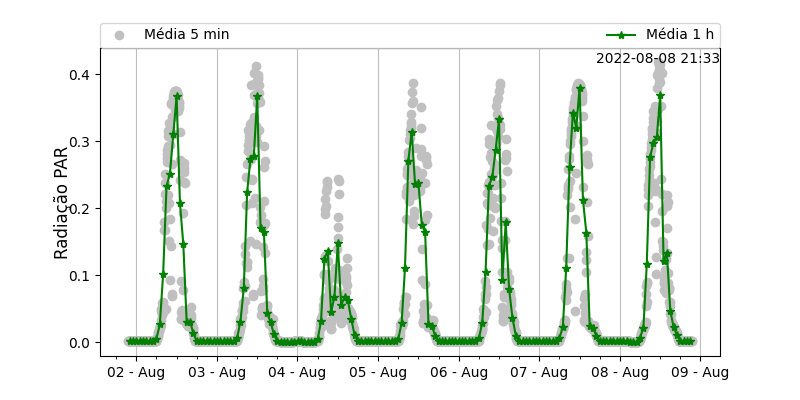 Média 5 min
Média 1 h
2022-08-08 21:33
Radiação PAR
0.4
0.3
0.2
0.1
0.0
02 - Aug
03 - Aug
04 - Aug
05 - Aug
06 - Aug
07 - Aug
08 - Aug
09 - Aug